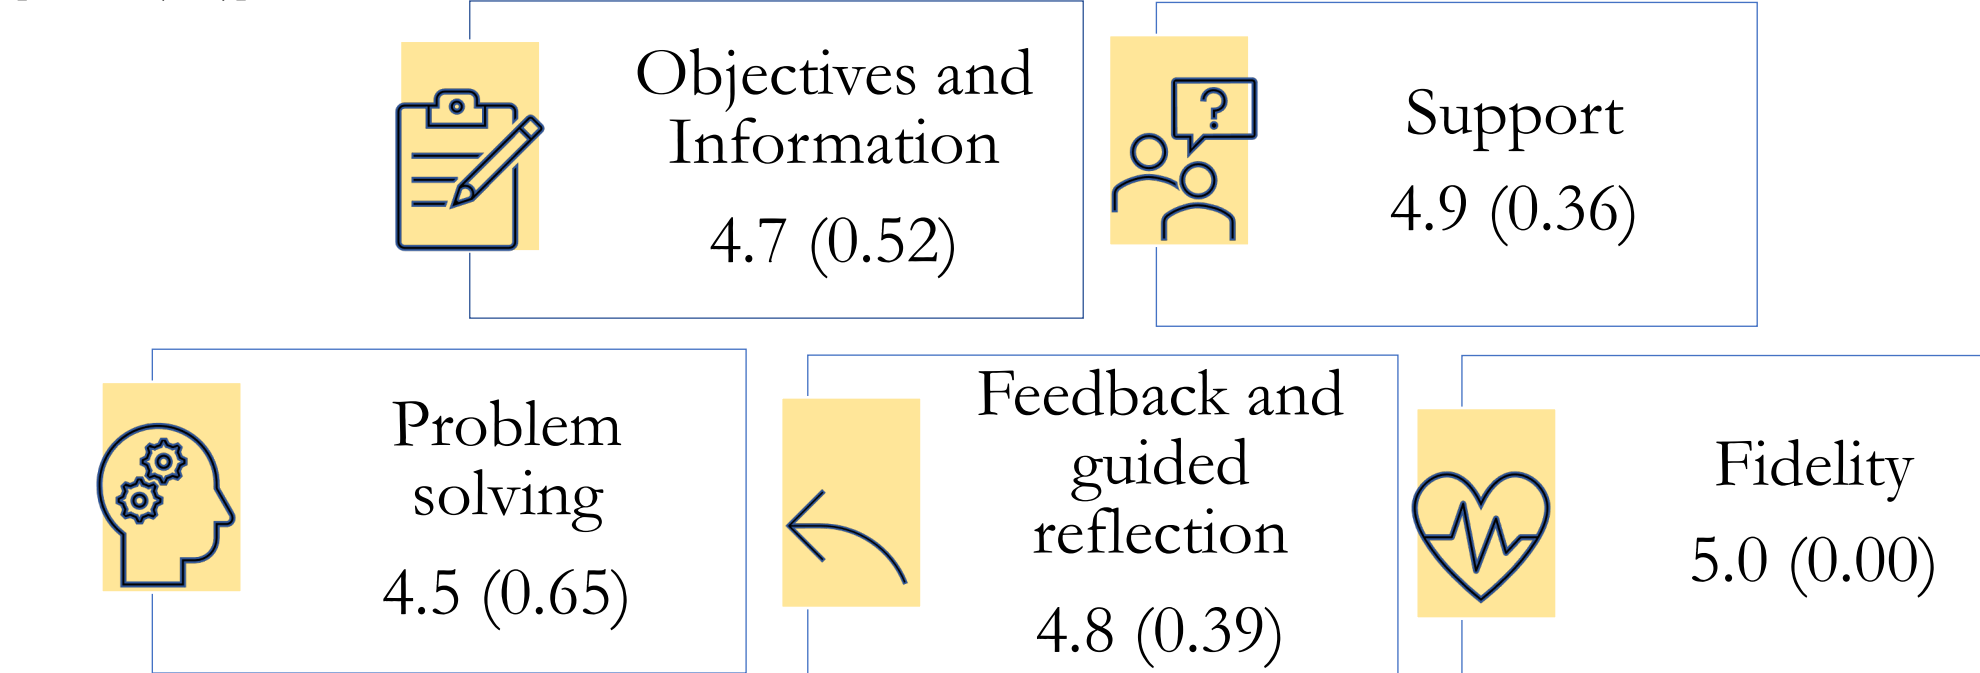 Objectives and
Information
4.7 (0.52)
?
Support
4.9 (0.36)
Problem
solving
4.5 (0.65)
Feedback and
guided
reflection
4.8 (0.39)
Fidelity
5.0 (0.00)